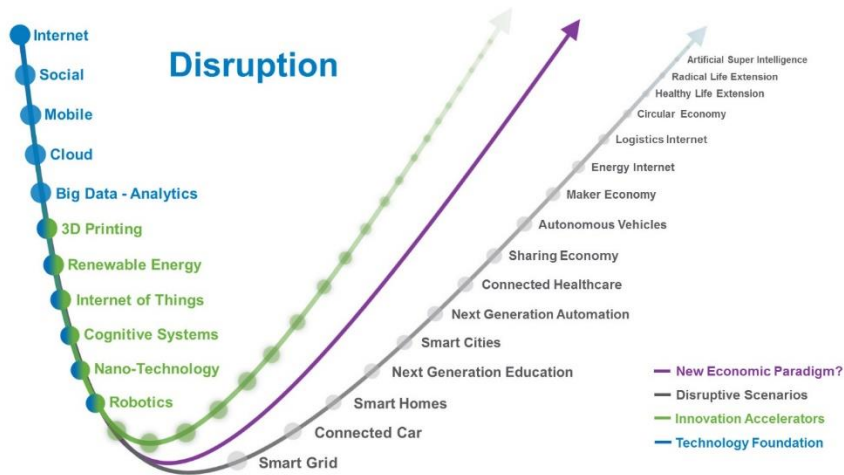 Disruption
Internet
Social
Mobile
Cloud
Big Data - Analytics
3D Printing
Renewable Energy
Internet of Things
Cognitive Systems
Nano-Technology
Robotics
Artificial Super Intelligence
Radical Life Extension
Healthy Life Extension
Circular Economy
Logistics Internet
Energy Internet
Maker Economy
Autonomous Vehicles
Sharing Economy
Connected Healthcare
Next Generation Automation
Smart Cities
Next Generation Education
Smart Homes
Connected Car
Smart Grid
New Economic Paradigm?
Disruptive Scenarios
Innovation Accelerators
Technology Foundation